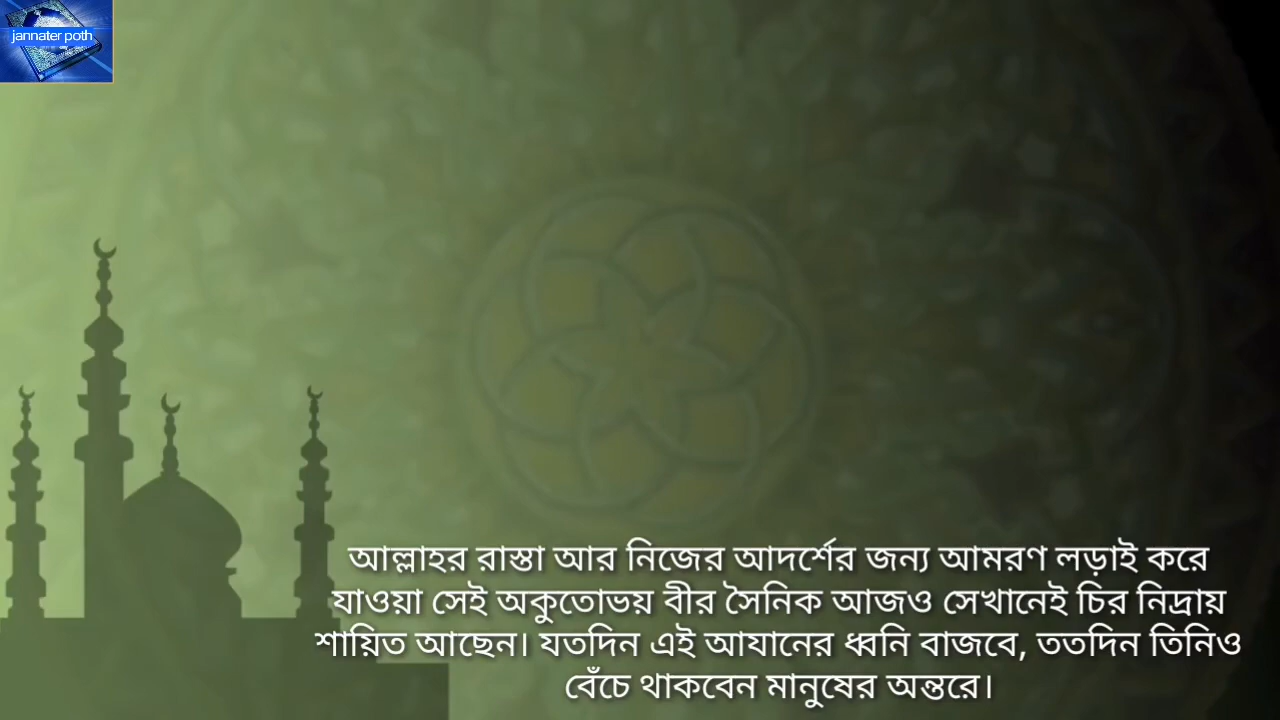 jannater poth
আল্লাহর রাস্তা আর নিজের আদর্শের জন্য আমরণ লড়াই করে
যাওয়া সেই অকুতোভয় বীর সৈনিক আজও সেখানেই চির নিদ্রায়
শায়িত আছেন। যতদিন এই আযানের ধ্বনি বাজবে, ততদিন তিনিও
বেঁচে থাকবেন মানুষের অন্তরে।